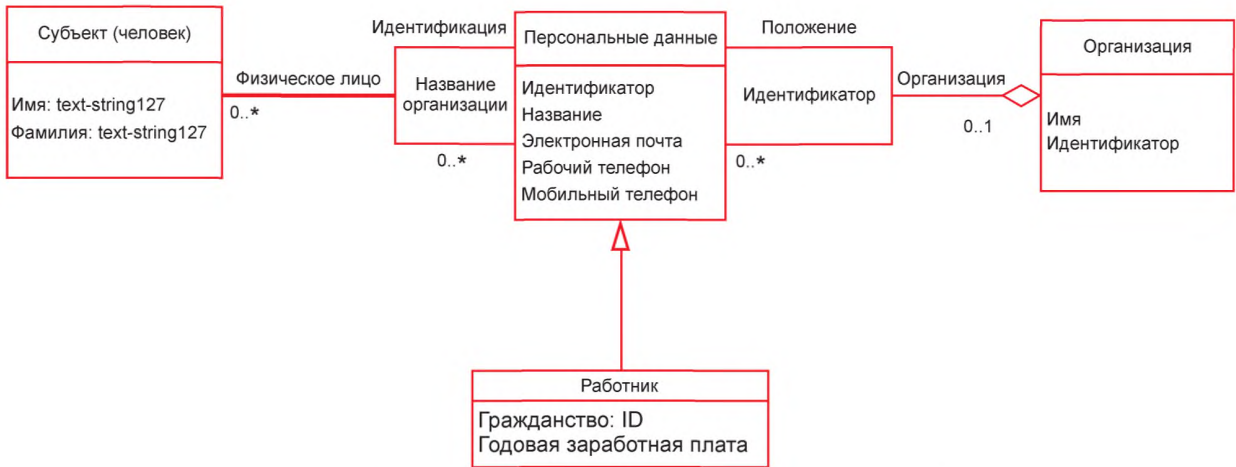 Субъект (человек)
Имя: text-string127
Фамилия: text-string127
Физическое лицо
0..*
Идентификация
Название
организации
0..*
Персональные данные
Идентификатор
Название
Электронная почта
Рабочий телефон
Мобильный телефон
Положение
Идентификатор
0..*
Организация
0..1
Организация
Имя
Идентификатор
Работник
Гражданство: ID
Годовая заработная плата